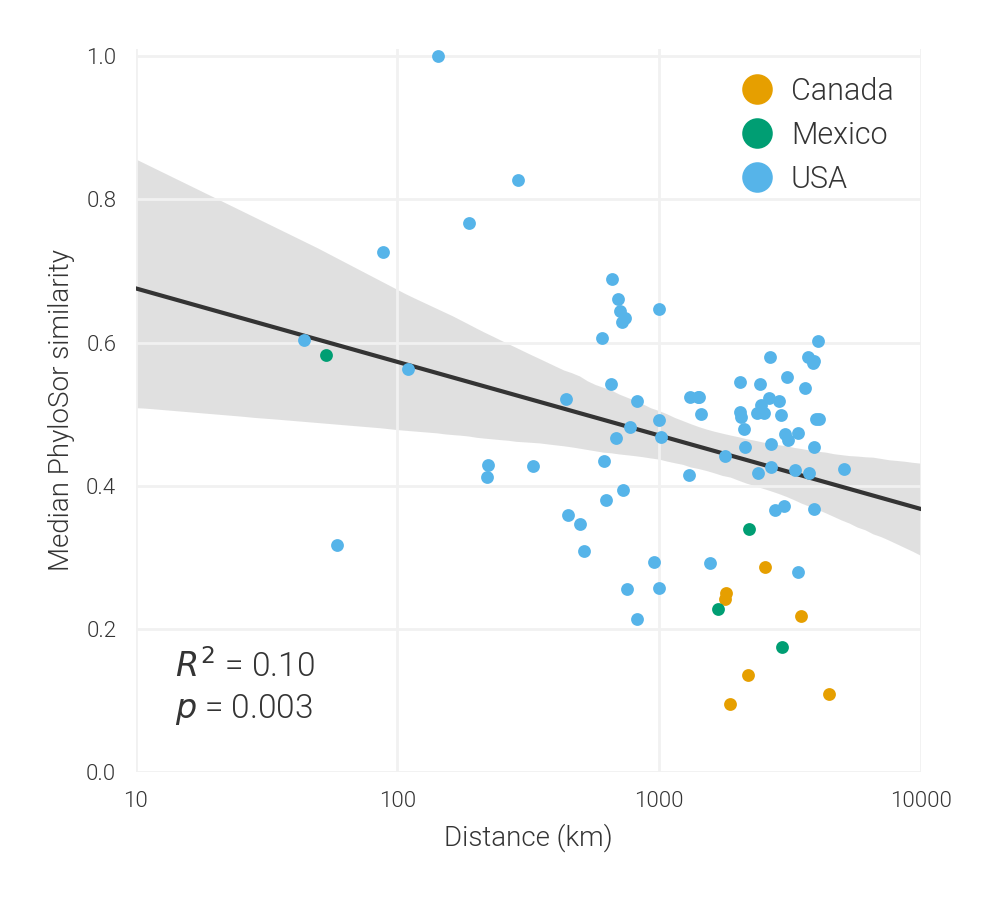 1.0
0.8
0.6
0.4
0.2
0.0
Median PhyloSor similarity
Canada
Mexico
USA
R² = 0.10
p = 0.003
10 100 1000 10000
Distance (km)